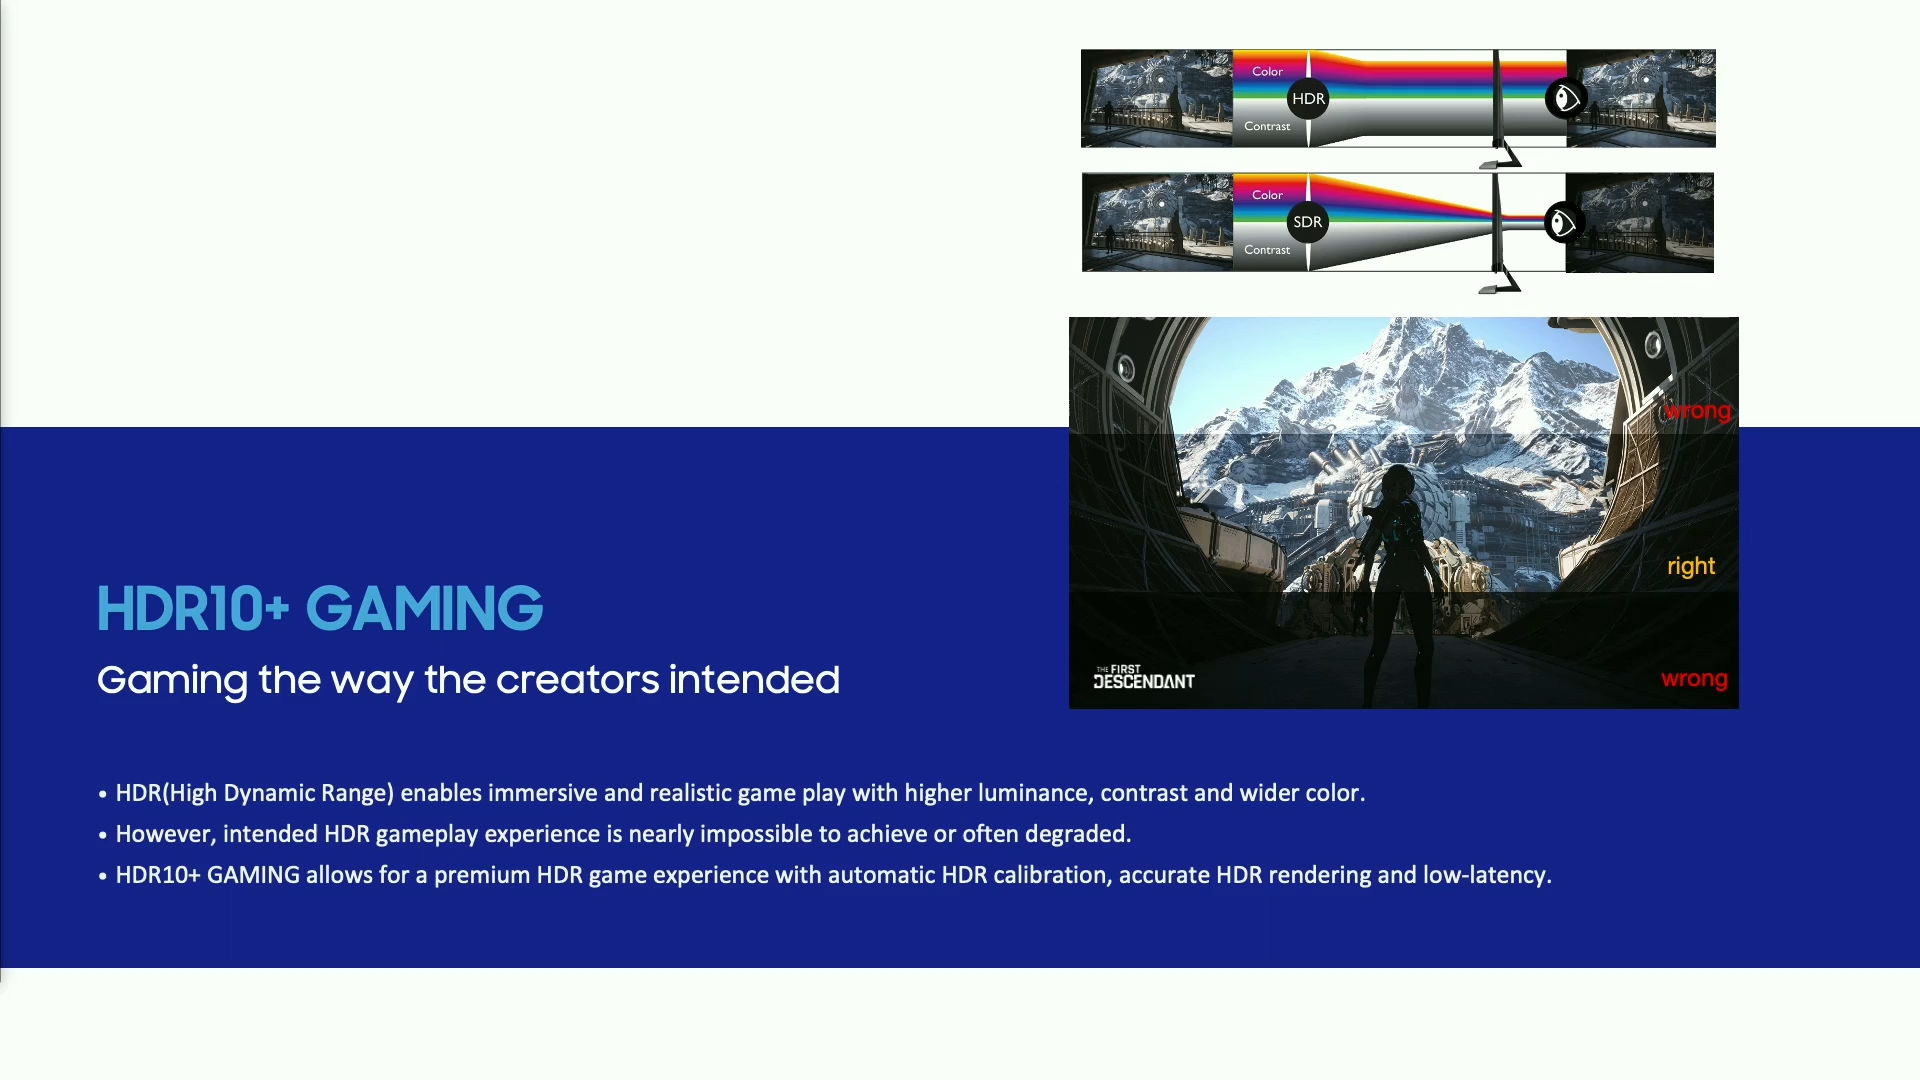 Color
HDR
Contrast
Color
SDR
Contrast
wrong
right
wrong
THE FIRST
DESCENDANT
HDR10+ GAMING
Gaming the way the creators intended
• HDR(High Dynamic Range) enables immersive and realistic game play with higher luminance, contrast and wider color.
• However, intended HDR gameplay experience is nearly impossible to achieve or often degraded.
• HDR10+ GAMING allows for a premium HDR game experience with automatic HDR calibration, accurate HDR rendering and low-latency.